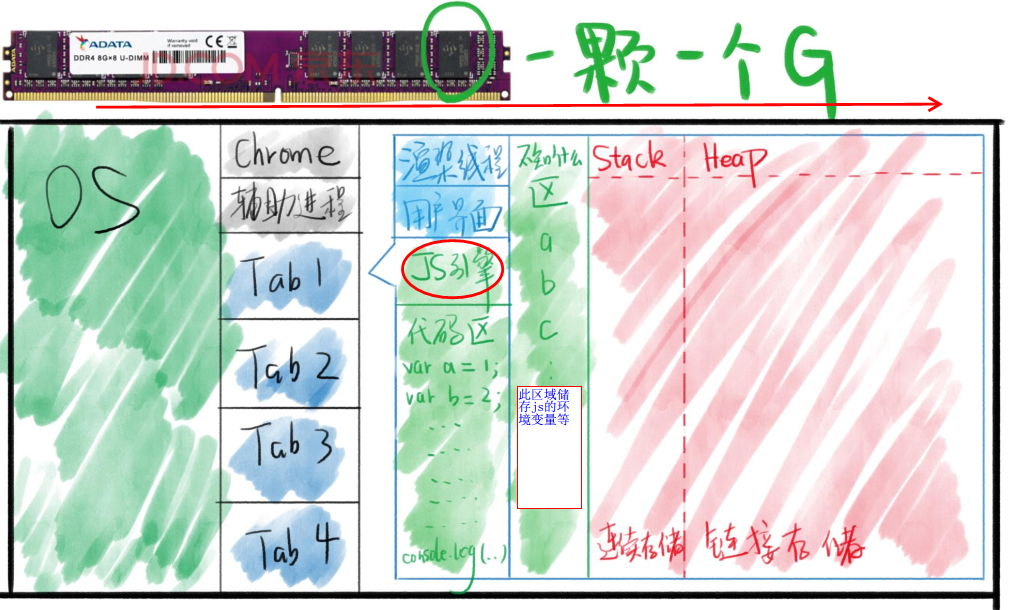 ADATA
Warranty void
if removed
CE
DDR4 8G×8 U-DIMM
JD.COM
一颗一个G
OS
Chrome
辅助进程
Tab 1
Tab 2
Tab 3
Tab 4
渲染线程
用户界面
JS引擎
代码区
var a = 1;
var b = 2;
....
....
....
....
console.log(..)
不知叫什么
区
a
b
c
:
此区域储
存js的环
境变量等
Stack
连续存储
Heap
链接存储